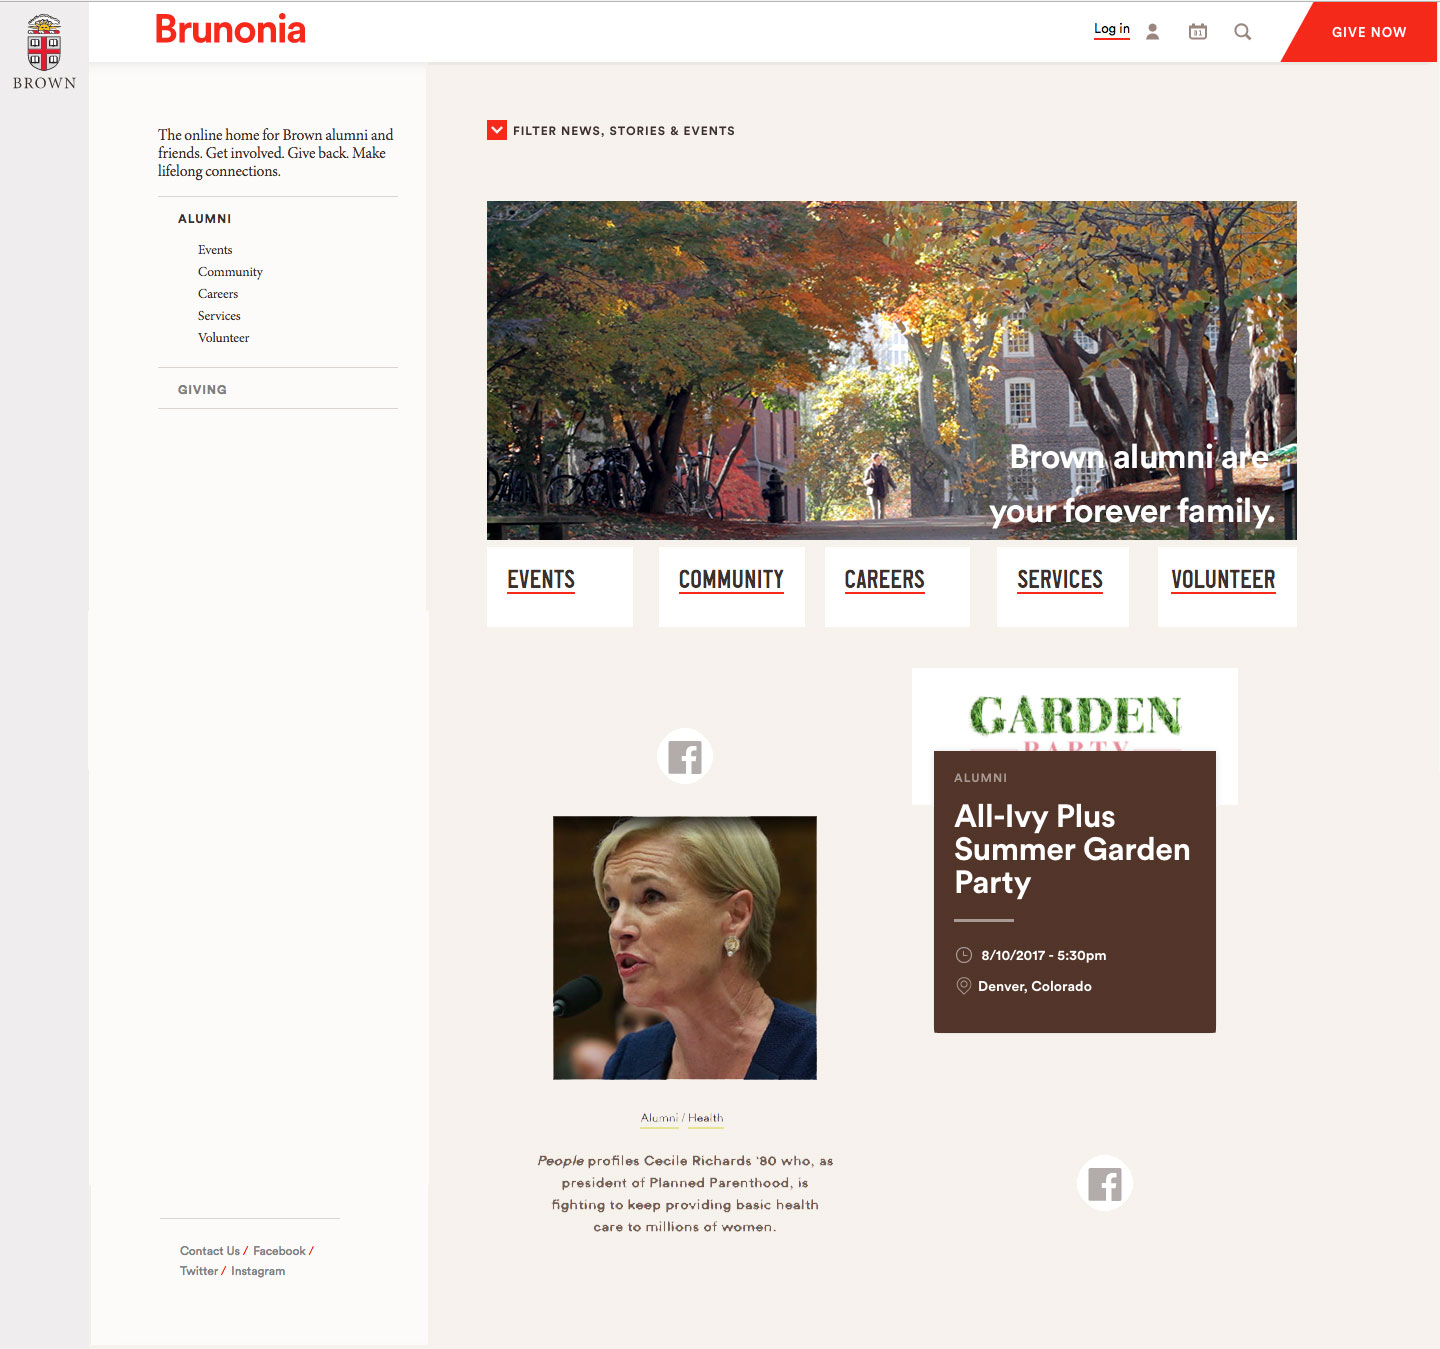 BROWN
Brunonia
Log in
31
GIVE NOW
The online home for Brown alumni and
friends. Get involved. Give back. Make
lifelong connections.
ALUMNI
Events
Community
Careers
Services
Volunteer
GIVING
FILTER NEWS, STORIES & EVENTS
Brown alumni are
your forever family.
EVENTS
COMMUNITY
CAREERS
SERVICES
VOLUNTEER
GARDEN
PARTY
ALUMNI
All-Ivy Plus
Summer Garden
Party
8/10/2017 - 5:30pm
Denver, Colorado
Alumni / Health
People profiles Cecile Richards '80 who, as
president of Planned Parenthood, is
fighting to keep providing basic health
care to millions of women.
Contact Us / Facebook /
Twitter / Instagram